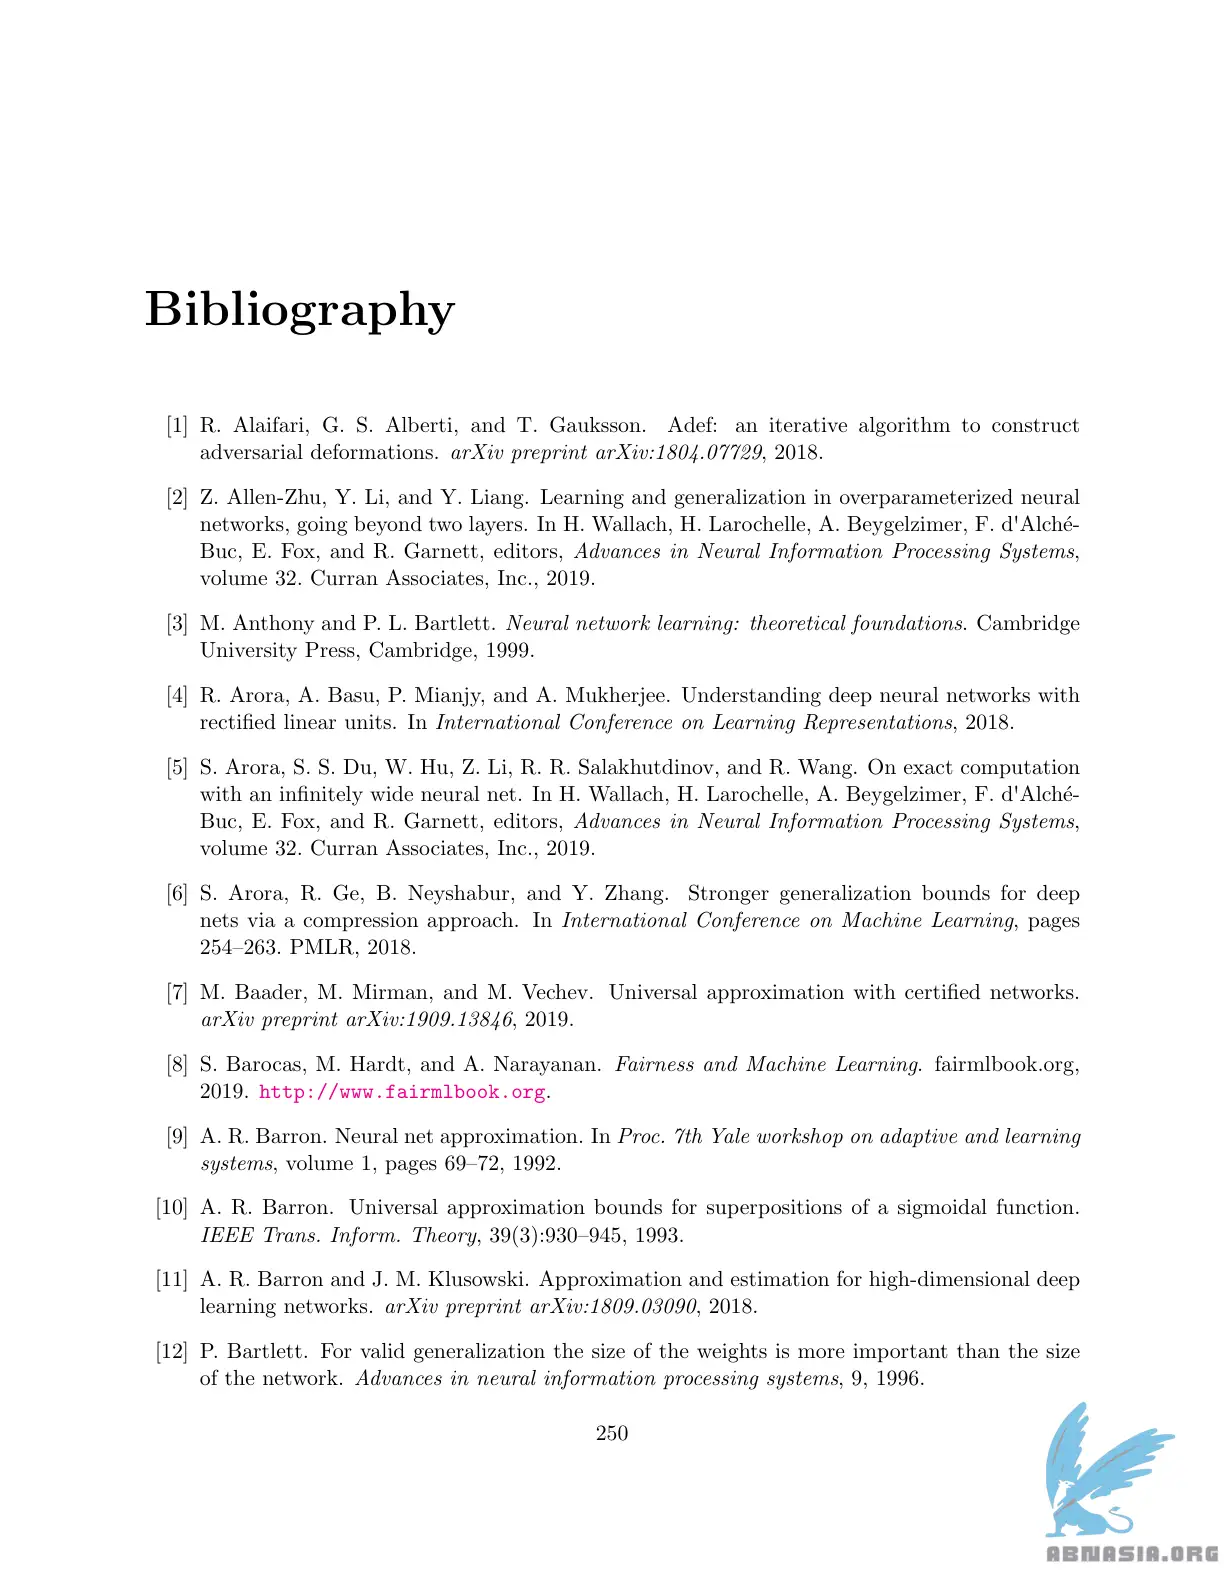 Bibliography
[1] R. Alaifari, G. S. Alberti, and T. Gauksson. Adef: an iterative algorithm to construct
adversarial deformations. arXiv preprint arXiv:1804.07729, 2018.
[2] Z. Allen-Zhu, Y. Li, and Y. Liang. Learning and generalization in overparameterized neural
networks, going beyond two layers. In H. Wallach, H. Larochelle, A. Beygelzimer, F. d'Alché-
Buc, E. Fox, and R. Garnett, editors, Advances in Neural Information Processing Systems,
volume 32. Curran Associates, Inc., 2019.
[3] M. Anthony and P. L. Bartlett. Neural network learning: theoretical foundations. Cambridge
University Press, Cambridge, 1999.
[4] R. Arora, A. Basu, P. Mianjy, and A. Mukherjee. Understanding deep neural networks with
rectified linear units. In International Conference on Learning Representations, 2018.
[5] S. Arora, S. S. Du, W. Hu, Z. Li, R. R. Salakhutdinov, and R. Wang. On exact computation
with an infinitely wide neural net. In H. Wallach, H. Larochelle, A. Beygelzimer, F. d'Alché-
Buc, E. Fox, and R. Garnett, editors, Advances in Neural Information Processing Systems,
volume 32. Curran Associates, Inc., 2019.
[6] S. Arora, R. Ge, B. Neyshabur, and Y. Zhang. Stronger generalization bounds for deep
nets via a compression approach. In International Conference on Machine Learning, pages
254–263. PMLR, 2018.
[7] M. Baader, M. Mirman, and M. Vechev. Universal approximation with certified networks.
arXiv preprint arXiv:1909.13846, 2019.
[8] S. Barocas, M. Hardt, and A. Narayanan. Fairness and Machine Learning. fairmlbook.org,
2019. http://www.fairmlbook.org.
[9] A. R. Barron. Neural net approximation. In Proc. 7th Yale workshop on adaptive and learning
systems, volume 1, pages 69–72, 1992.
[10] A. R. Barron. Universal approximation bounds for superpositions of a sigmoidal function.
IEEE Trans. Inform. Theory, 39(3):930–945, 1993.
[11] A. R. Barron and J. M. Klusowski. Approximation and estimation for high-dimensional deep
learning networks. arXiv preprint arXiv:1809.03090, 2018.
[12] P. Bartlett. For valid generalization the size of the weights is more important than the size
of the network. Advances in neural information processing systems, 9, 1996.
250
ABNASIA.ORG